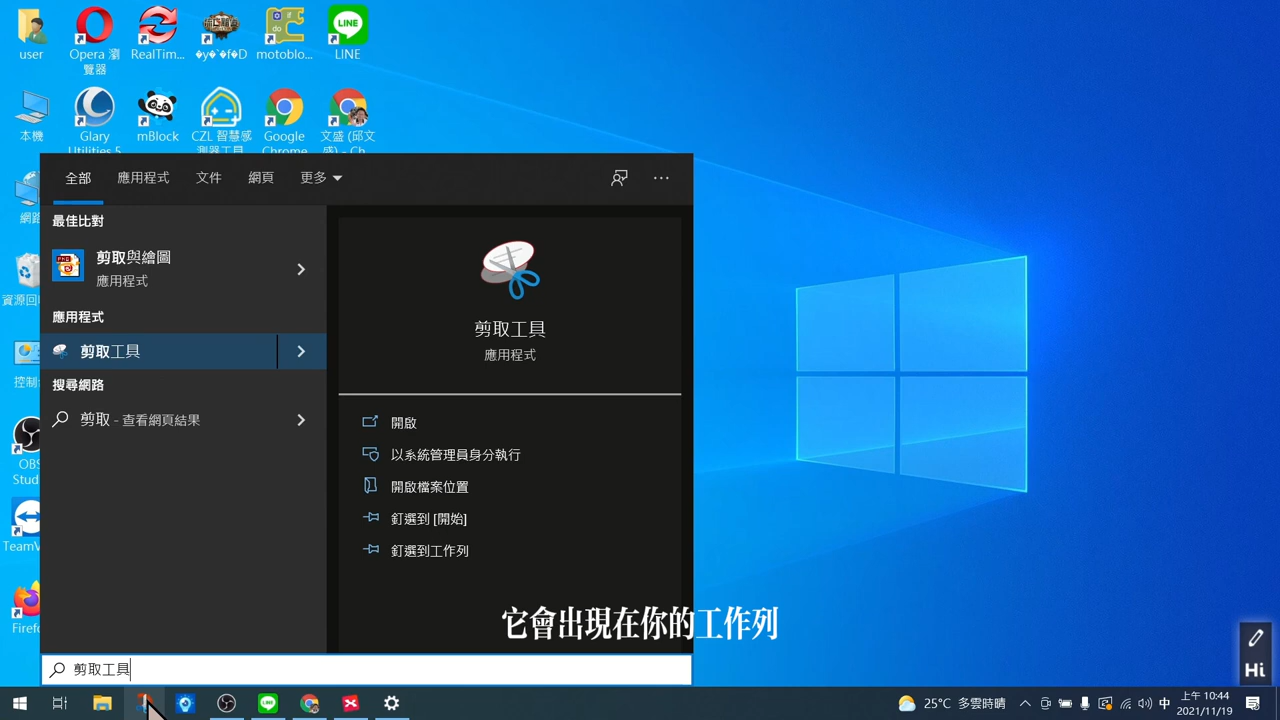 user
Opera 瀏
覽器
RealTim...
�y�`�f�D
motoblo...
LINE
本機
Glary
Utilities 5
mBlock
CZL 智慧感
測器工具
Google
Chrome
文盛 (邱文
盛) - Ch...
全部 應用程式 文件 網頁 更多
最佳比對
剪取與繪圖
應用程式
應用程式
剪取工具
搜尋網路
剪取 - 查看網頁結果
剪取工具
應用程式
開啟
以系統管理員身分執行
開啟檔案位置
釘選到 [開始]
釘選到工作列
網路
資源回
控制
OBS
Stud
TeamV
Firefo
它會出現在你的工作列
剪取工具
Hi
25°C 多雲時晴
中
上午 10:44
2021/11/19